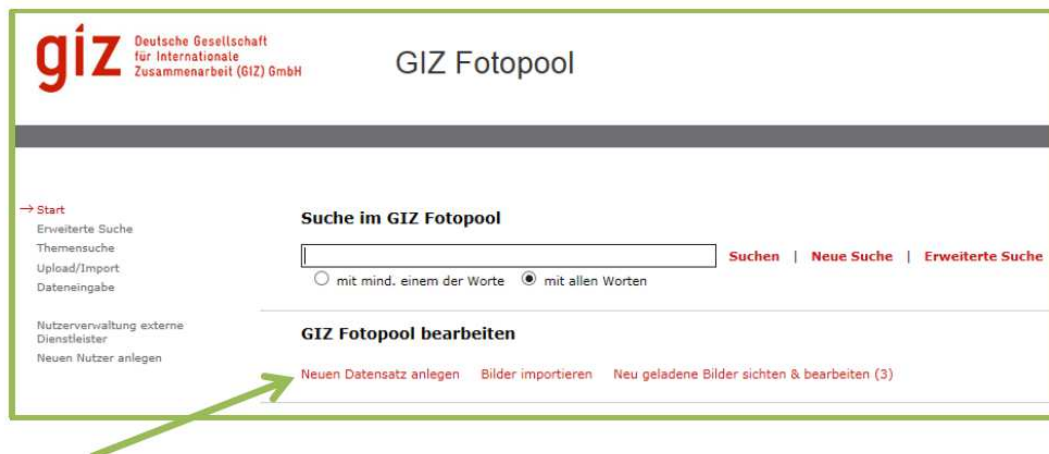 giz
Deutsche Gesellschaft
für Internationale
Zusammenarbeit (GIZ) GmbH
GIZ Fotopool
→ Start
Erweiterte Suche
Themensuche
Upload/Import
Dateneingabe
Nutzerverwaltung externe
Dienstleister
Neuen Nutzer anlegen
Suche im GIZ Fotopool
Suchen | Neue Suche | Erweiterte Suche
mit mind. einem der Worte mit allen Worten
GIZ Fotopool bearbeiten
Neuen Datensatz anlegen Bilder importieren Neu geladene Bilder sichten & bearbeiten (3)